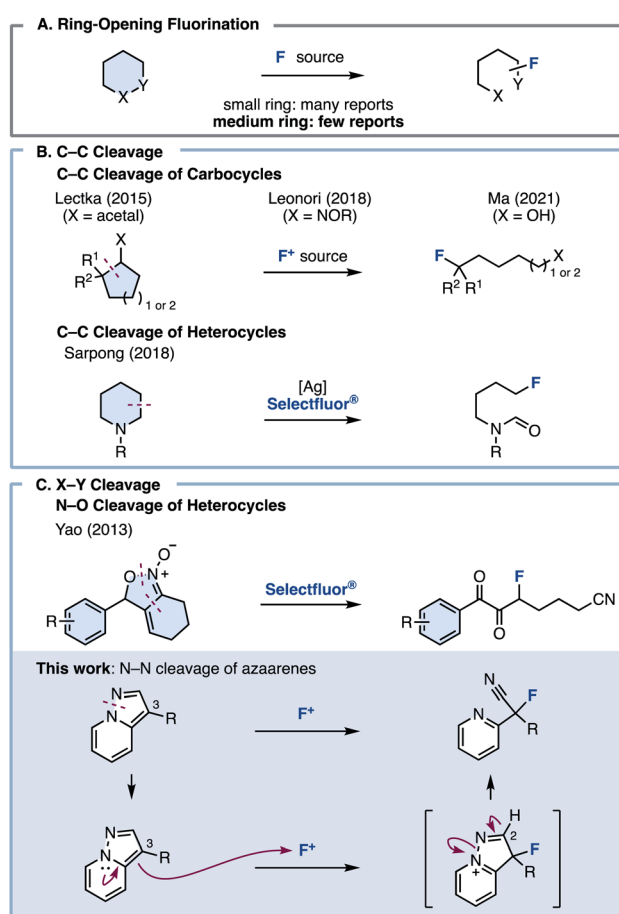 A. Ring-Opening Fluorination
F source
X
Y
small ring: many reports
medium ring: few reports
F
X
Y
B. C–C Cleavage
C–C Cleavage of Carbocycles
Lectka (2015) Leonori (2018) Ma (2021)
(X = acetal) (X = NOR) (X = OH)
X
R¹
R²
1 or 2
F⁺ source
F
X
1 or 2
R² R¹
C–C Cleavage of Heterocycles
Sarpong (2018)
N
R
[Ag]
Selectfluor®
F
N
O
R
C. X–Y Cleavage
N–O Cleavage of Heterocycles
Yao (2013)
O⁻
O
N⁺
R
Selectfluor®
O F
R
O
CN
This work: N–N cleavage of azaarenes
N
N
3
R
F⁺
N
F
N
R
N
N
3
R
F⁺
H
N
2
F
N
+
R